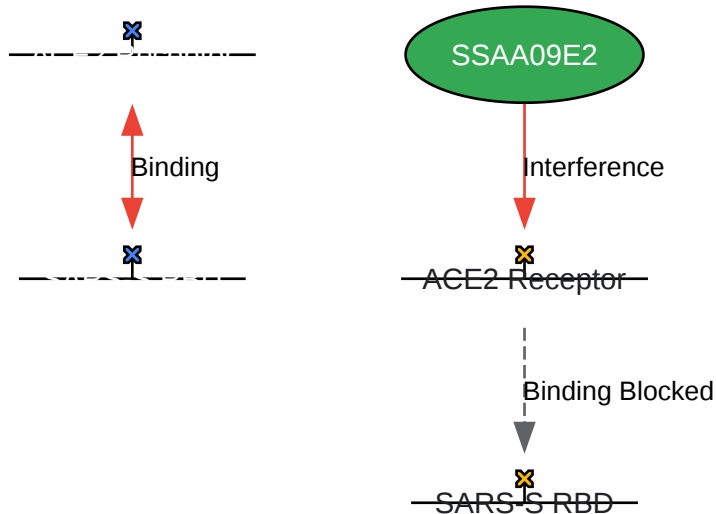 SSAA09E2
Binding
Interference
ACE2 Receptor
Binding Blocked
SARS-S RBD